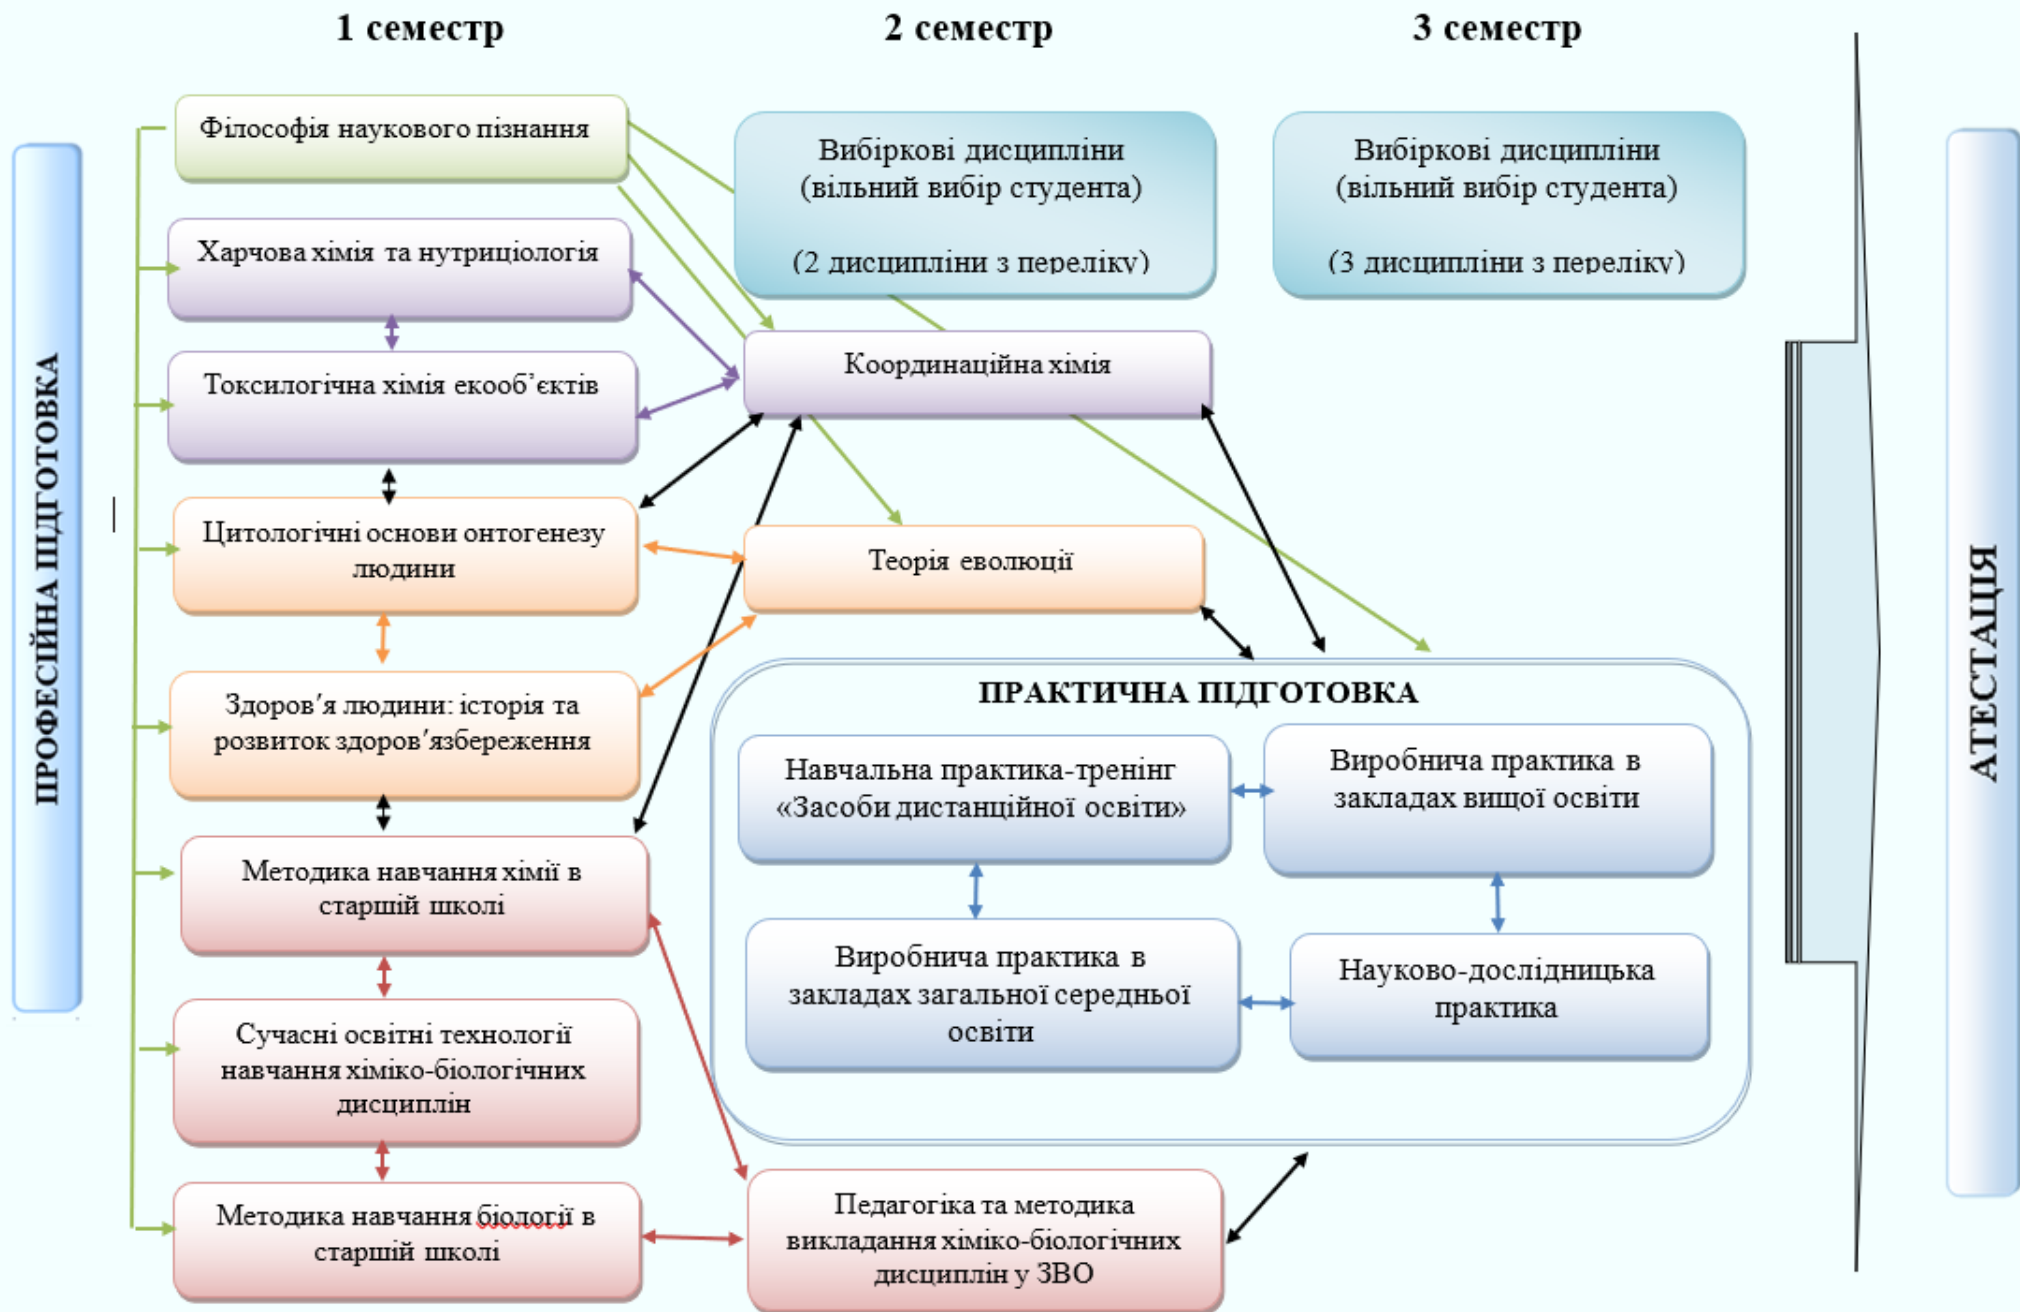 1 семестр
2 семестр
3 семестр
ПРОФЕСІЙНА ПІДГОТОВКА
Філософія наукового пізнання
Харчова хімія та нутриціологія
Токсилогічна хімія екооб’єктів
Цитологічні основи онтогенезу
людини
Здоров'я людини: історія та
розвиток здоров'язбереження
Методика навчання хімії в
старшій школі
Сучасні освітні технології
навчання хіміко-біологічних
дисциплін
Методика навчання біології в
старшій школі
Вибіркові дисципліни
(вільний вибір студента)
(2 дисципліни з переліку)
Координаційна хімія
Теорія еволюції
Вибіркові дисципліни
(вільний вибір студента)
(3 дисципліни з переліку)
ПРАКТИЧНА ПІДГОТОВКА
Навчальна практика-тренінг
«Засоби дистанційної освіти»
Виробнича практика в
закладах вищої освіти
Виробнича практика в
закладах загальної середньої
освіти
Науково-дослідницька
практика
Педагогіка та методика
викладання хіміко-біологічних
дисциплін у ЗВО
АТЕСТАЦІЯ